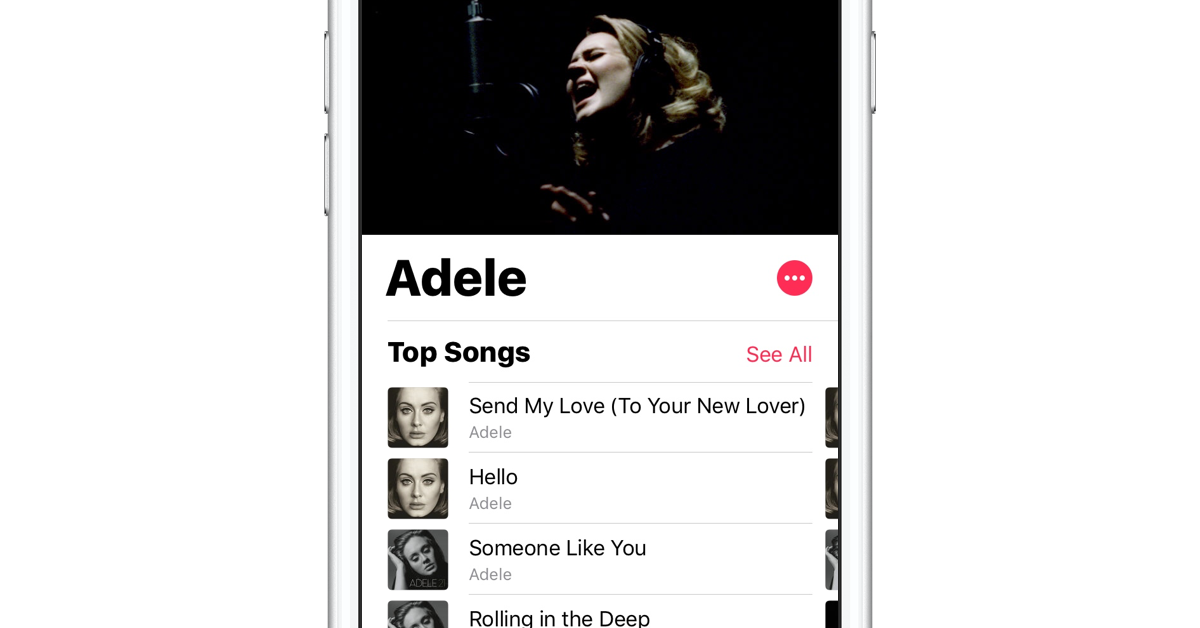 Adele
Top Songs
See All
Send My Love (To Your New Lover)
Adele
Hello
Adele
ADELE 21
Someone Like You
Adele
Rolling in the Deep